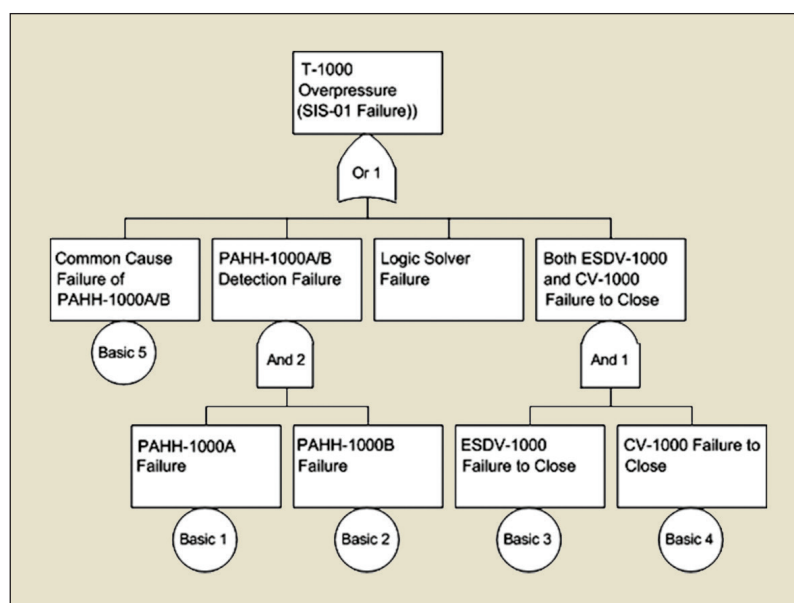 T-1000
Overpressure
(SIS-01 Failure))
Or 1
Common Cause
Failure of
PAHH-1000A/B
Basic 5
PAHH-1000A/B
Detection Failure
And 2
Logic Solver
Failure
Both ESDV-1000
and CV-1000
Failure to Close
And 1
PAHH-1000A
Failure
Basic 1
PAHH-1000B
Failure
Basic 2
ESDV-1000
Failure to Close
Basic 3
CV-1000 Failure to
Close
Basic 4